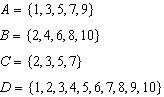 A = {1,3,5,7,9}
B = {2,4,6,8,10}
C = {2,3,5,7}
D = {1,2,3,4,5,6,7,8,9,10}